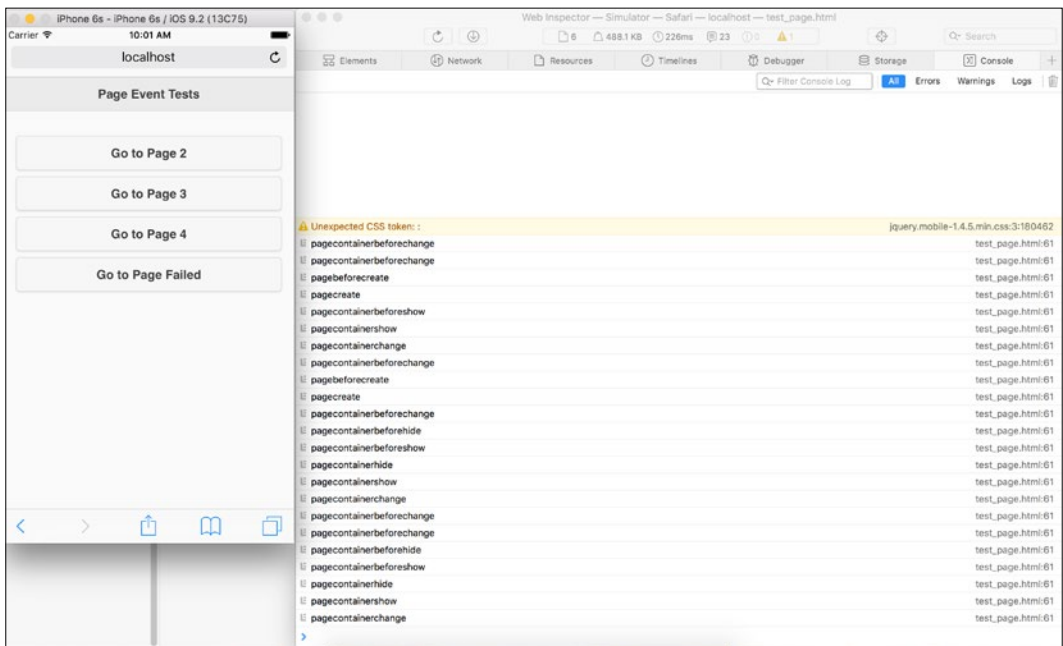 iPhone 6s - iPhone 6s / iOS 9.2 (13C75)
Carrier
10:01 AM
localhost
Page Event Tests
Go to Page 2
Go to Page 3
Go to Page 4
Go to Page Failed
Web Inspector — Simulator — Safari — localhost — test_page.html
6 488.1 KB 226ms 23 0 1
Search
Elements Network Resources Timelines Debugger Storage Console
Filter Console Log All Errors Warnings Logs
Unexpected CSS token: : jquery.mobile-1.4.5.min.css:3:180462
pagecontainerbeforechange test_page.html:61
pagecontainerbeforechange test_page.html:61
pagebeforecreate test_page.html:61
pagecreate test_page.html:61
pagecontainerbeforeshow test_page.html:61
pagecontainershow test_page.html:61
pagecontainerchange test_page.html:61
pagecontainerbeforechange test_page.html:61
pagebeforecreate test_page.html:61
pagecreate test_page.html:61
pagecontainerbeforechange test_page.html:61
pagecontainerbeforehide test_page.html:61
pagecontainerbeforeshow test_page.html:61
pagecontainerhide test_page.html:61
pagecontainershow test_page.html:61
pagecontainerchange test_page.html:61
pagecontainerbeforechange test_page.html:61
pagecontainerbeforechange test_page.html:61
pagecontainerbeforehide test_page.html:61
pagecontainerbeforeshow test_page.html:61
pagecontainerhide test_page.html:61
pagecontainershow test_page.html:61
pagecontainerchange test_page.html:61